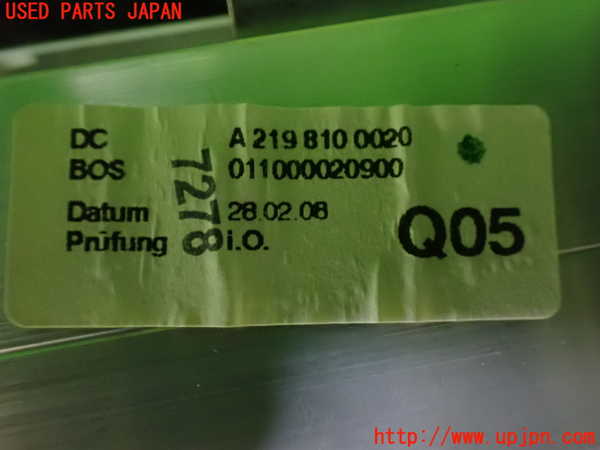 USED PARTS JAPAN
DC A 219 810 0020
BOS 011000020900
7278
Datum 28.02.08
Prüfung i.O.
Q05
http://www.upjpn.com